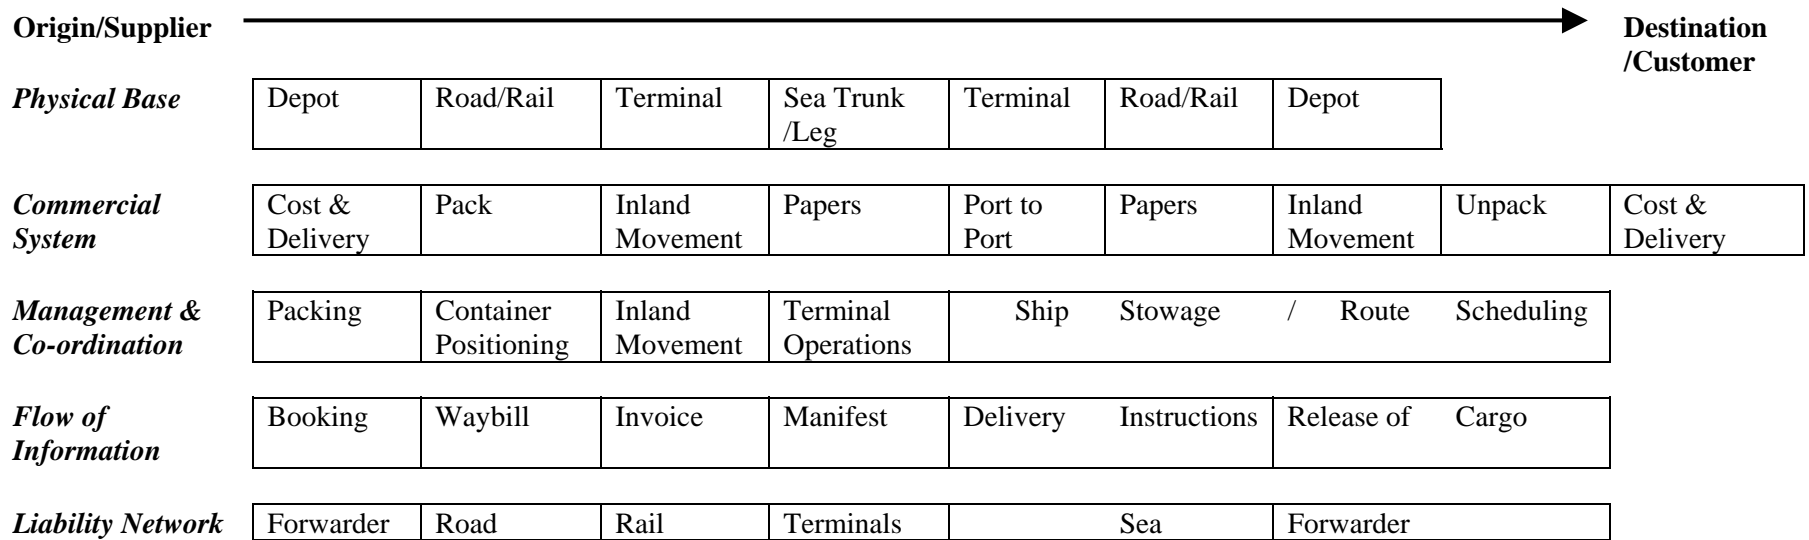 Origin/Supplier Destination
/Customer
Physical Base Depot Road/Rail Terminal Sea Trunk Terminal Road/Rail Depot
/Leg
Commercial Cost & Pack Inland Papers Port to Papers Inland Unpack Cost &
System Delivery Movement Port Movement Delivery
Management & Packing Container Inland Terminal Ship Stowage / Route Scheduling
Co-ordination Positioning Movement Operations
Flow of Booking Waybill Invoice Manifest Delivery Instructions Release of Cargo
Information
Liability Network Forwarder Road Rail Terminals Sea Forwarder